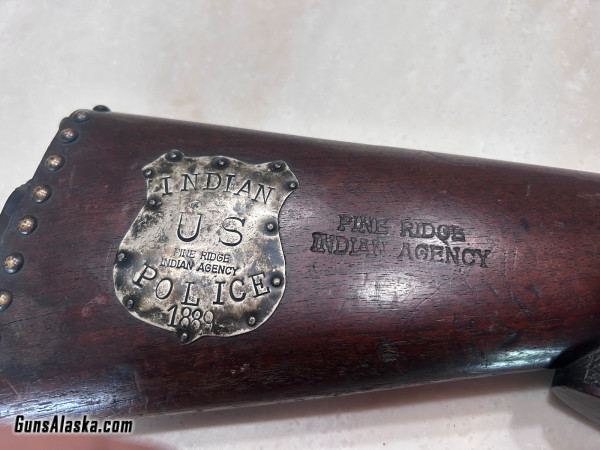 INDIAN
U S
PINE RIDGE
INDIAN AGENCY
POLICE
1889
PINE RIDGE
INDIAN AGENCY
GunsAlaska.com